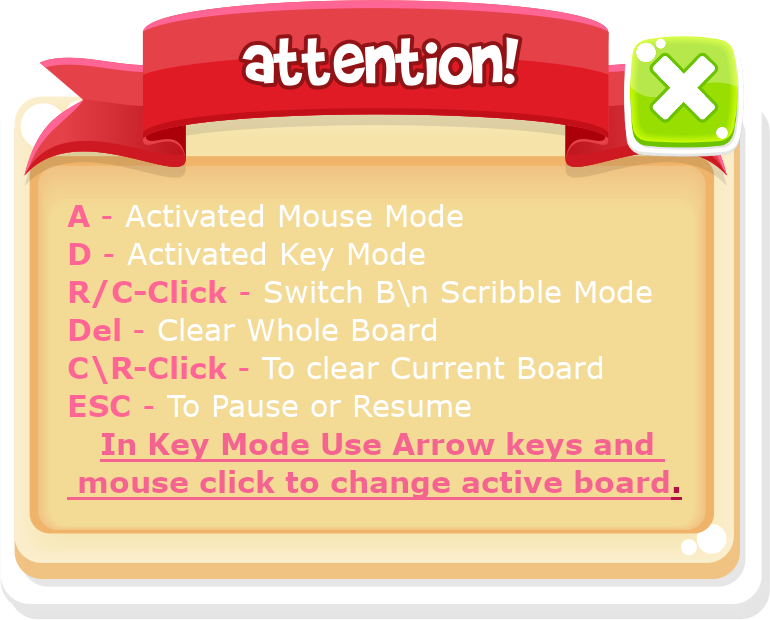 attention!
A - Activated Mouse Mode
D - Activated Key Mode
R/C-Click - Switch B\n Scribble Mode
Del - Clear Whole Board
C\R-Click - To clear Current Board
ESC - To Pause or Resume
In Key Mode Use Arrow keys and
mouse click to change active board.